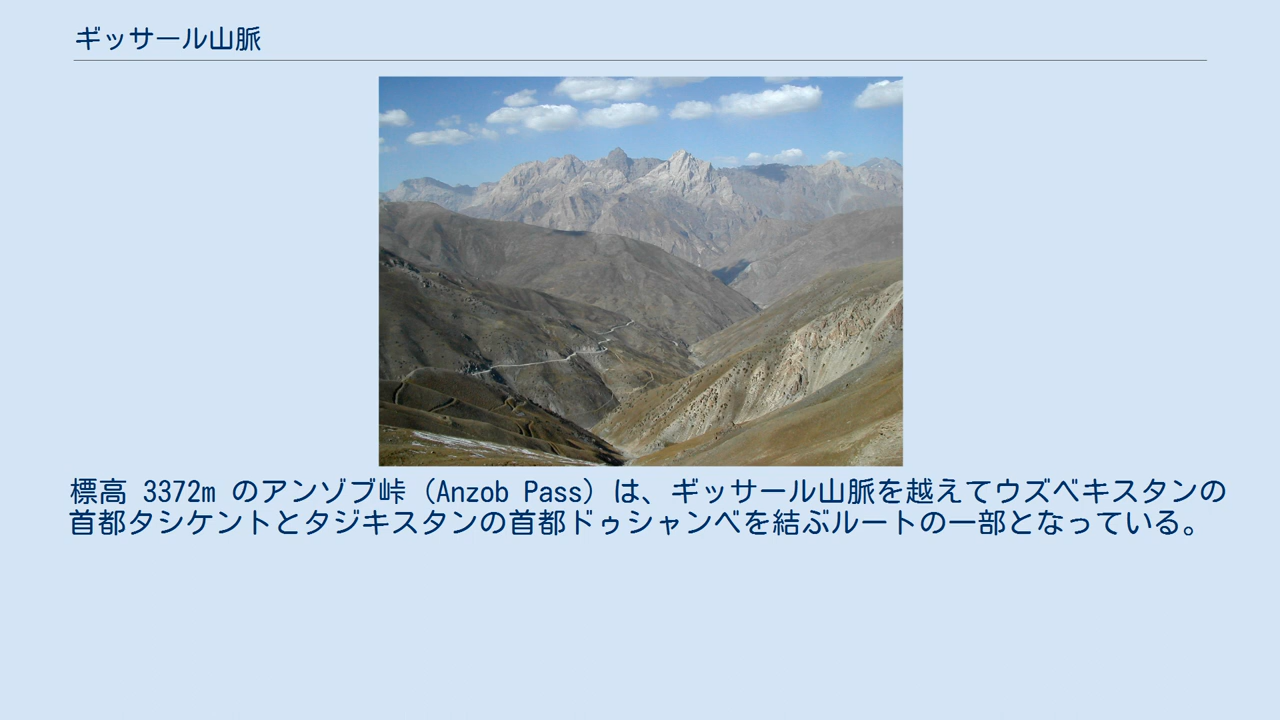 ギッサール山脈
標高 3372m のアンゾブ峠（Anzob Pass）は、ギッサール山脈を越えてウズベキスタンの
首都タシケントとタジキスタンの首都ドゥシャンベを結ぶルートの一部となっている。